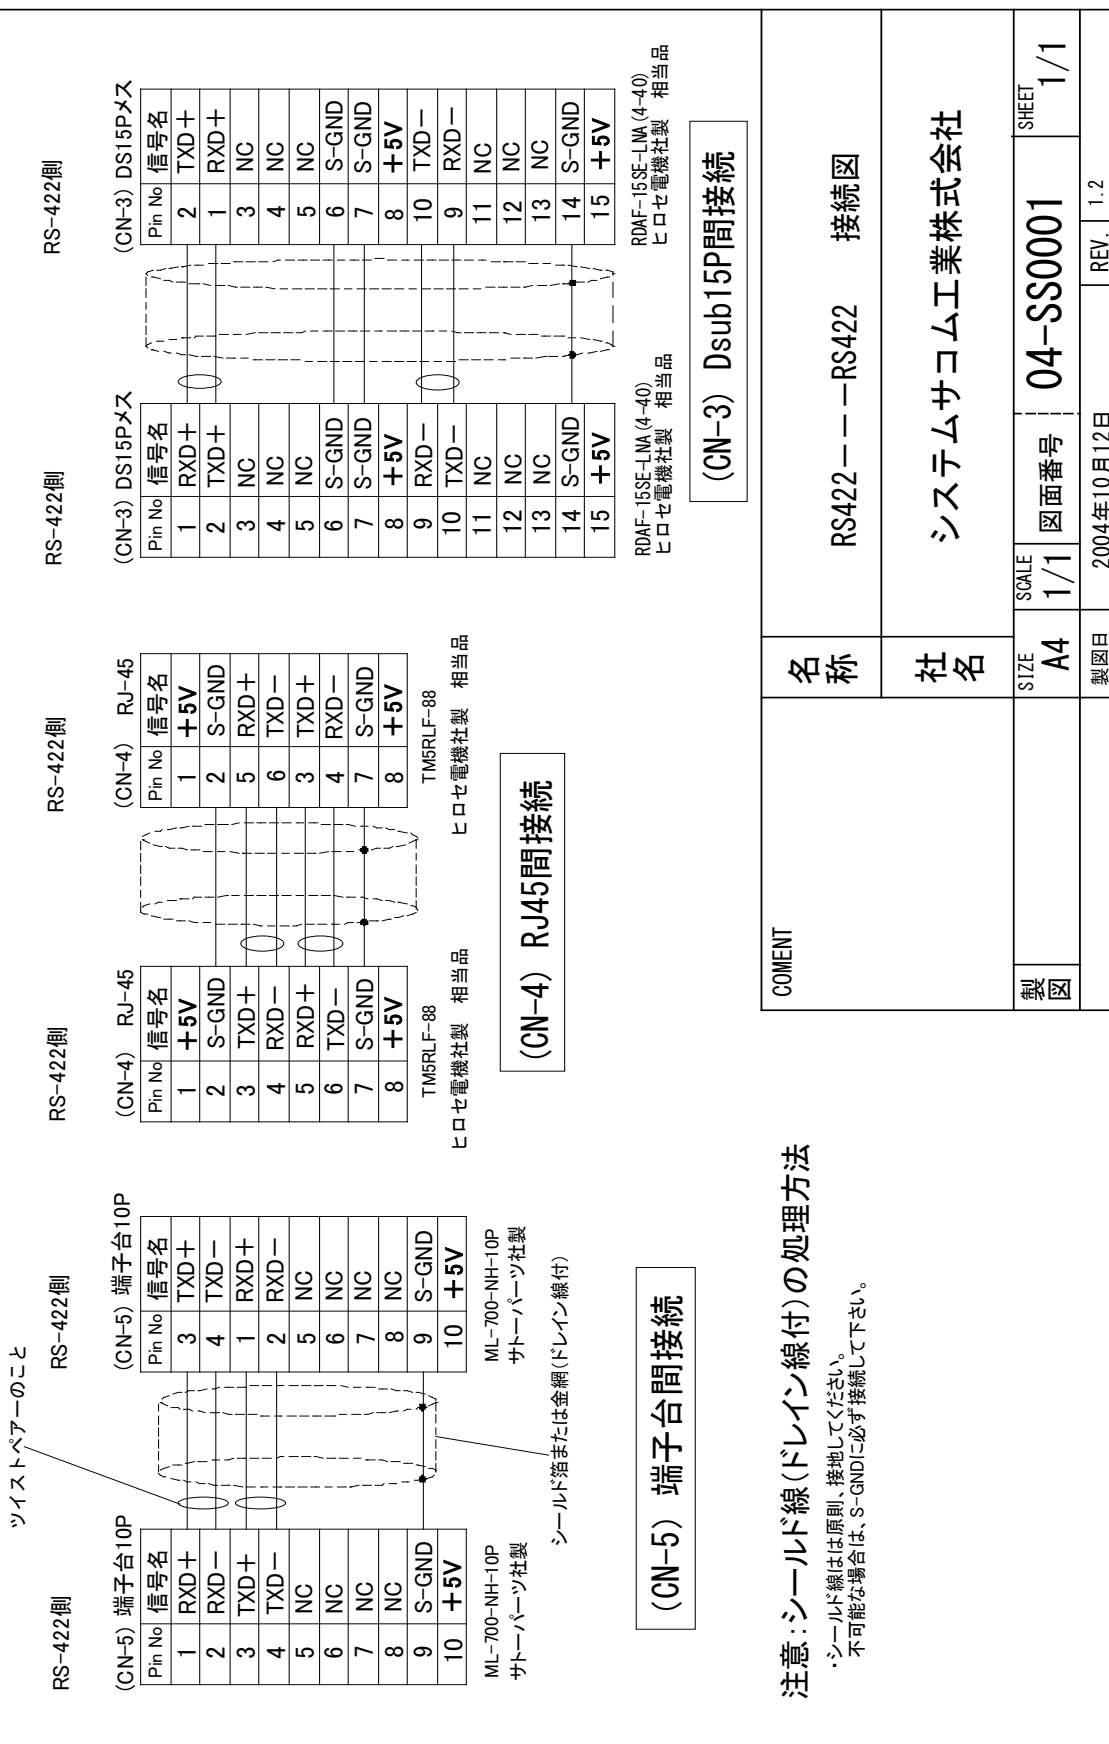 ツイストペアーのこと
RS-422側
RS-422側
(CN-5) 端子台10P
(CN-5) 端子台10P
Pin No 信号名
1 RXD+
2 RXD-
3 TXD+
4 TXD-
5 NC
6 NC
7 NC
8 NC
9 S-GND
10 +5V
Pin No 信号名
3 TXD+
4 TXD-
1 RXD+
2 RXD-
5 NC
6 NC
7 NC
8 NC
9 S-GND
10 +5V
ML-700-NH-10P
サトーパーツ社製
ML-700-NH-10P
サトーパーツ社製
シールド箔または金網(ドレイン線付)
(CN-5) 端子台間接続
RS-422側
RS-422側
(CN-4) RJ-45
(CN-4) RJ-45
Pin No 信号名
1 +5V
2 S-GND
3 TXD+
4 RXD-
5 RXD+
6 TXD-
7 S-GND
8 +5V
Pin No 信号名
1 +5V
2 S-GND
5 RXD+
6 TXD-
3 TXD+
4 RXD-
7 S-GND
8 +5V
TM5RLF-88
ヒロセ電機社製 相当品
TM5RLF-88
ヒロセ電機社製 相当品
(CN-4) RJ45間接続
RS-422側
RS-422側
(CN-3) DS15Pメス
(CN-3) DS15Pメス
Pin No 信号名
1 RXD+
2 TXD+
3 NC
4 NC
5 NC
6 S-GND
7 S-GND
8 +5V
9 RXD-
10 TXD-
11 NC
12 NC
13 NC
14 S-GND
15 +5V
Pin No 信号名
2 TXD+
1 RXD+
3 NC
4 NC
5 NC
6 S-GND
7 S-GND
8 +5V
10 TXD-
9 RXD-
11 NC
12 NC
13 NC
14 S-GND
15 +5V
RDAF-15SE-LNA(4-40)
ヒロセ電機社製 相当品
RDAF-15SE-LNA(4-40)
ヒロセ電機社製 相当品
(CN-3) Dsub15P間接続
注意:シールド線(ドレイン線付)の処理方法
・シールド線はは原則、接地してください。
不可能な場合は、S-GNDに必ず接続して下さい。
COMENT
名称 RS422---RS422 接続図
社名 システムサコム工業株式会社
製図
SIZE A4
SCALE 1/1
図面番号 04-SS0001
SHEET 1/1
製図日 2004年10月12日
REV. 1.2